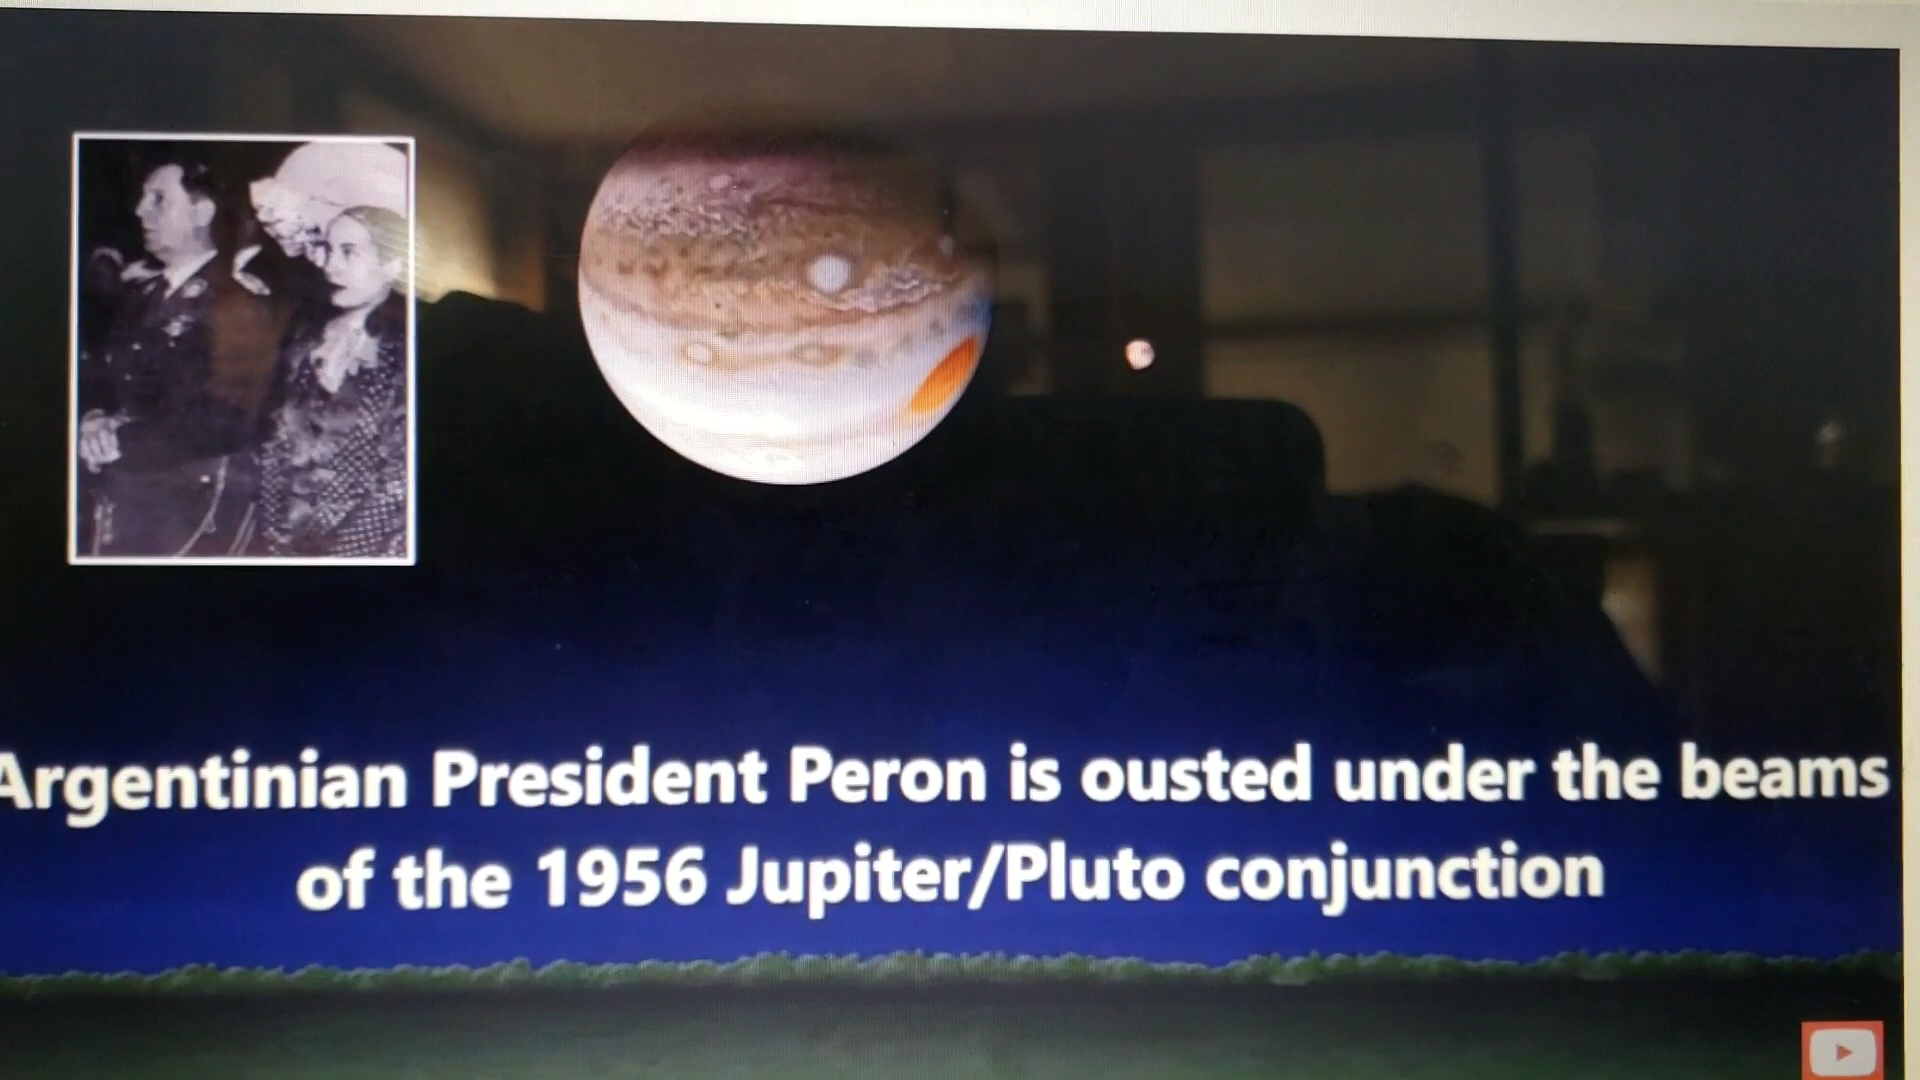 Argentinian President Peron is ousted under the beams
of the 1956 Jupiter/Pluto conjunction